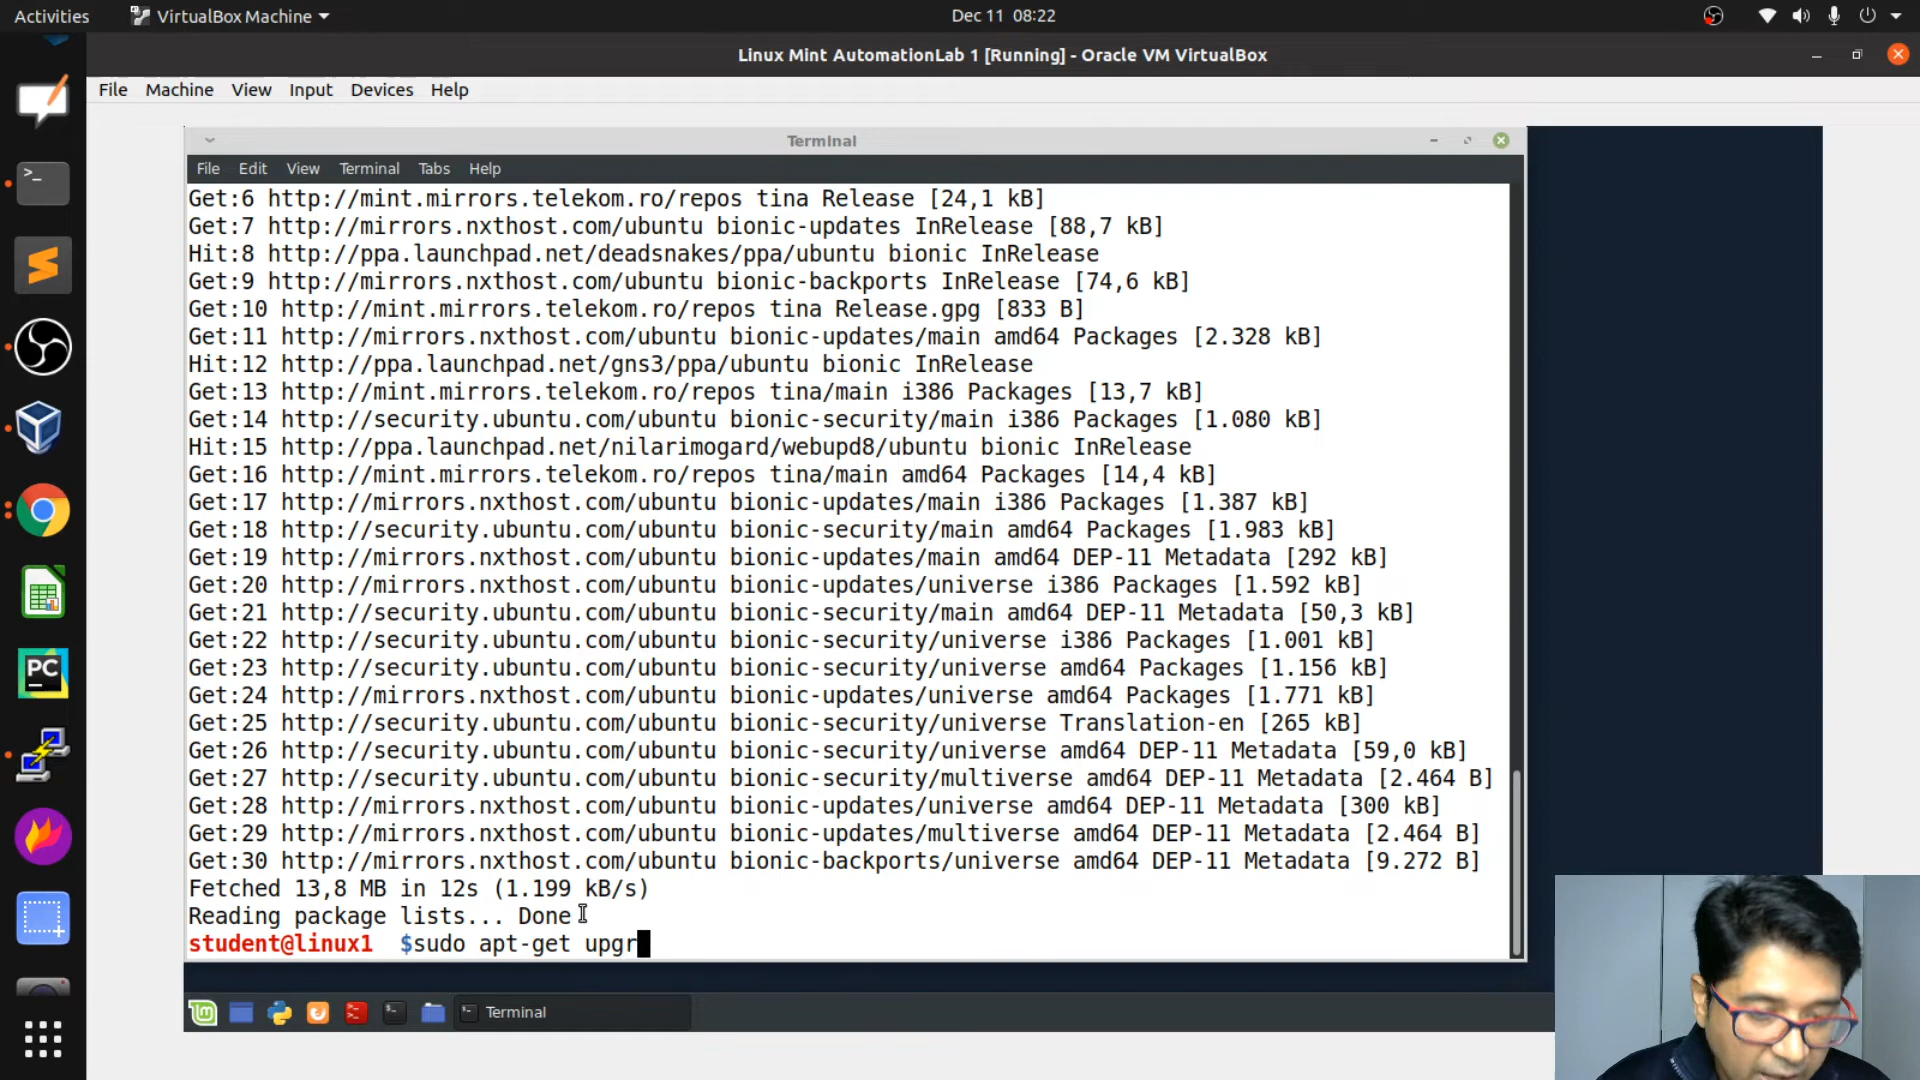 Activities
VirtualBox Machine
Dec 11 08:22
Linux Mint AutomationLab 1 [Running] - Oracle VM VirtualBox
File Machine View Input Devices Help
Terminal
File Edit View Terminal Tabs Help
Get:6 http://mint.mirrors.telekom.ro/repos tina Release [24,1 kB]
Get:7 http://mirrors.nxthost.com/ubuntu bionic-updates InRelease [88,7 kB]
Hit:8 http://ppa.launchpad.net/deadsnakes/ppa/ubuntu bionic InRelease
Get:9 http://mirrors.nxthost.com/ubuntu bionic-backports InRelease [74,6 kB]
Get:10 http://mint.mirrors.telekom.ro/repos tina Release.gpg [833 B]
Get:11 http://mirrors.nxthost.com/ubuntu bionic-updates/main amd64 Packages [2.328 kB]
Hit:12 http://ppa.launchpad.net/gns3/ppa/ubuntu bionic InRelease
Get:13 http://mint.mirrors.telekom.ro/repos tina/main i386 Packages [13,7 kB]
Get:14 http://security.ubuntu.com/ubuntu bionic-security/main i386 Packages [1.080 kB]
Hit:15 http://ppa.launchpad.net/nilarimogard/webupd8/ubuntu bionic InRelease
Get:16 http://mint.mirrors.telekom.ro/repos tina/main amd64 Packages [14,4 kB]
Get:17 http://mirrors.nxthost.com/ubuntu bionic-updates/main i386 Packages [1.387 kB]
Get:18 http://security.ubuntu.com/ubuntu bionic-security/main amd64 Packages [1.983 kB]
Get:19 http://mirrors.nxthost.com/ubuntu bionic-updates/main amd64 DEP-11 Metadata [292 kB]
Get:20 http://mirrors.nxthost.com/ubuntu bionic-updates/universe i386 Packages [1.592 kB]
Get:21 http://security.ubuntu.com/ubuntu bionic-security/main amd64 DEP-11 Metadata [50,3 kB]
Get:22 http://security.ubuntu.com/ubuntu bionic-security/universe i386 Packages [1.001 kB]
Get:23 http://security.ubuntu.com/ubuntu bionic-security/universe amd64 Packages [1.156 kB]
Get:24 http://mirrors.nxthost.com/ubuntu bionic-updates/universe amd64 Packages [1.771 kB]
Get:25 http://security.ubuntu.com/ubuntu bionic-security/universe Translation-en [265 kB]
Get:26 http://security.ubuntu.com/ubuntu bionic-security/universe amd64 DEP-11 Metadata [59,0 kB]
Get:27 http://security.ubuntu.com/ubuntu bionic-security/multiverse amd64 DEP-11 Metadata [2.464 B]
Get:28 http://mirrors.nxthost.com/ubuntu bionic-updates/universe amd64 DEP-11 Metadata [300 kB]
Get:29 http://mirrors.nxthost.com/ubuntu bionic-updates/multiverse amd64 DEP-11 Metadata [2.464 B]
Get:30 http://mirrors.nxthost.com/ubuntu bionic-backports/universe amd64 DEP-11 Metadata [9.272 B]
Fetched 13,8 MB in 12s (1.199 kB/s)
Reading package lists... Done
student@linux1 $sudo apt-get upgr
Terminal
PC